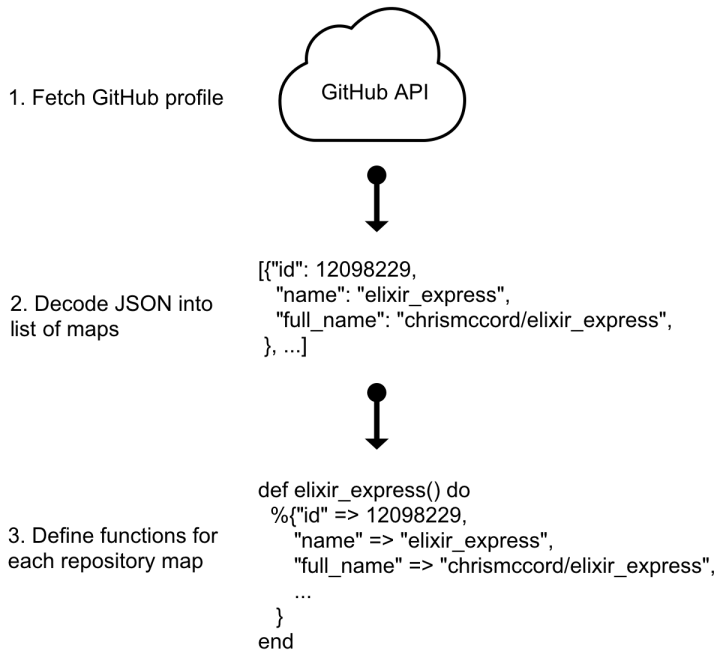 GitHub API
1. Fetch GitHub profile
[{"id": 12098229,
"name": "elixir_express",
"full_name": "chrismccord/elixir_express",
}, ...]
2. Decode JSON into
list of maps
def elixir_express() do
%{"id" => 12098229,
"name" => "elixir_express",
"full_name" => "chrismccord/elixir_express",
...
}
end
3. Define functions for
each repository map